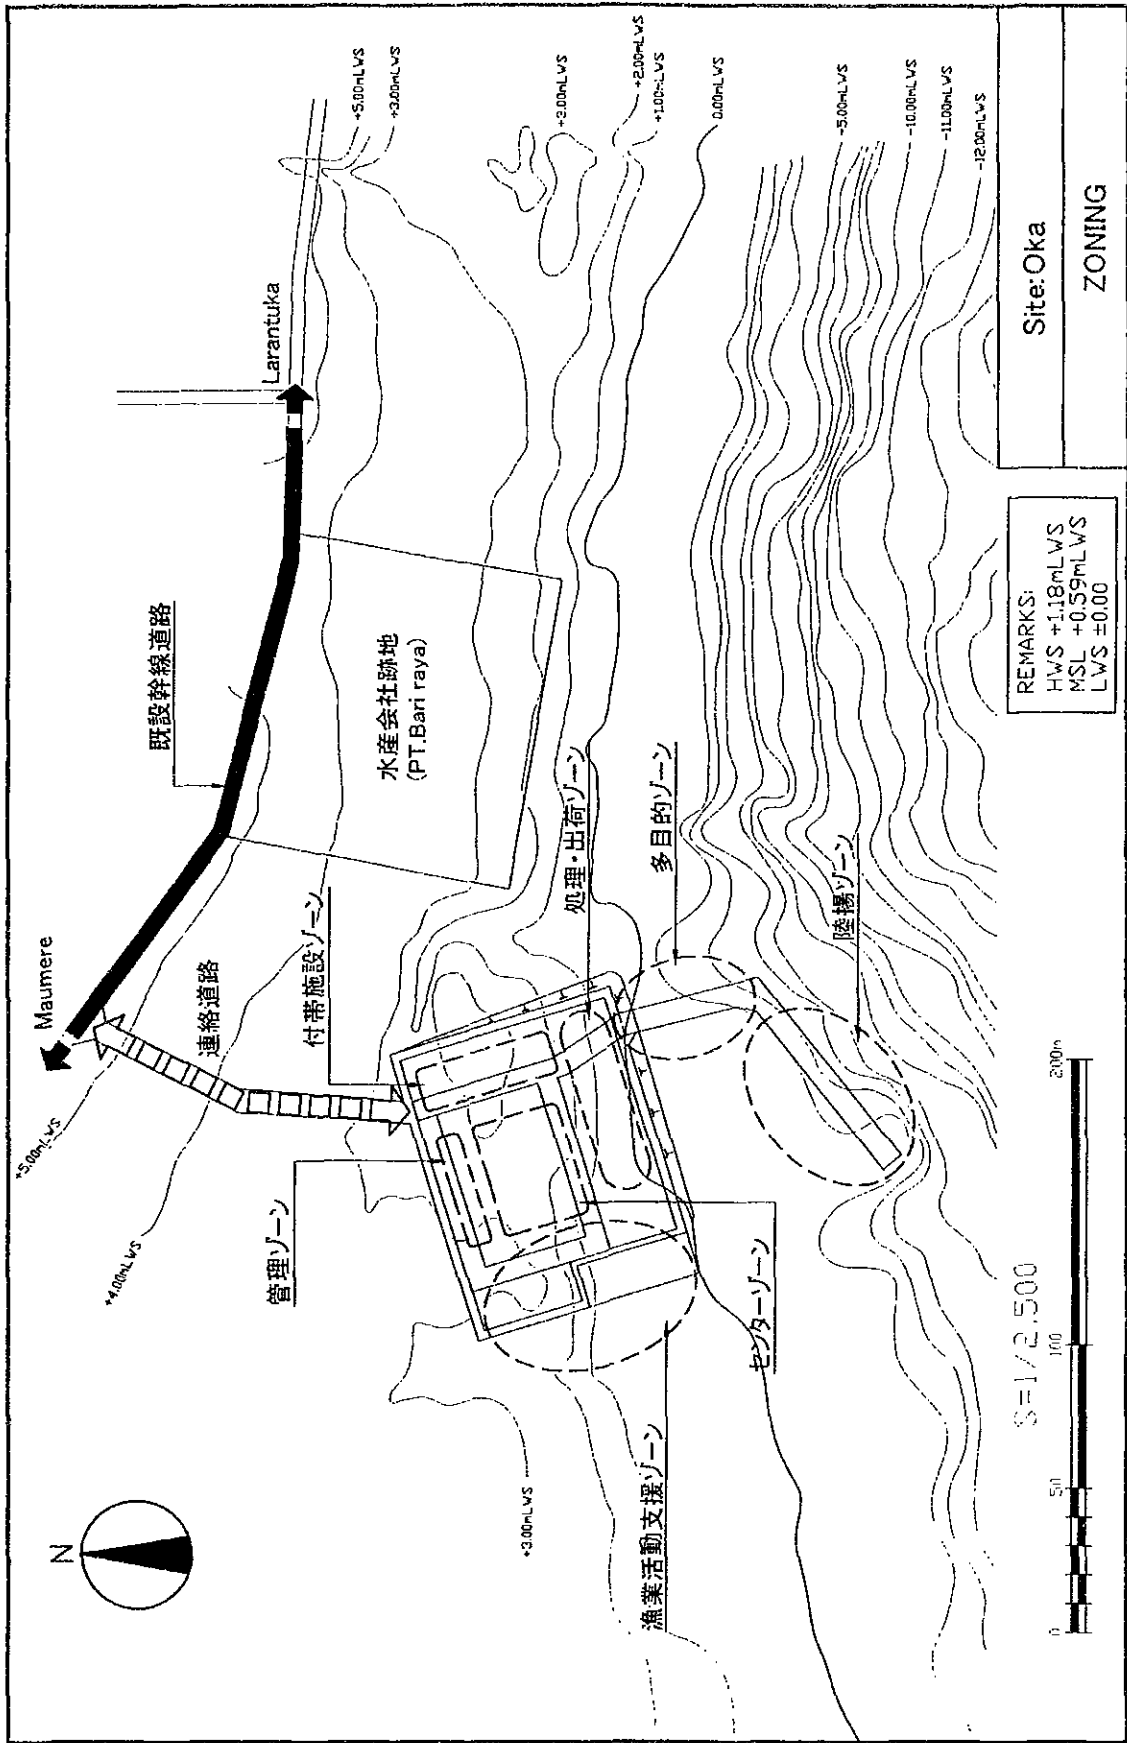 N
Maumere
Larantuka
既設幹線道路
連絡道路
水産会社跡地
(PT.Bari raya)
付帯施設ゾーン
管理ゾーン
処理・出荷ゾーン
多目的ゾーン
陸揚ゾーン
センターゾーン
漁業活動支援ゾーン
+5.00mLWS
+4.00mLWS
+3.00mLWS
+5.00mLWS
+3.00mLWS
+2.00mLWS
+1.00mLWS
0.00mLWS
-5.00mLWS
-10.00mLWS
-11.00mLWS
-12.00mLWS
S=1/2,500
0 50 100 200m
REMARKS:
HWS +1.18mLWS
MSL +0.59mLWS
LWS ±0.00
Site:Oka
ZONING